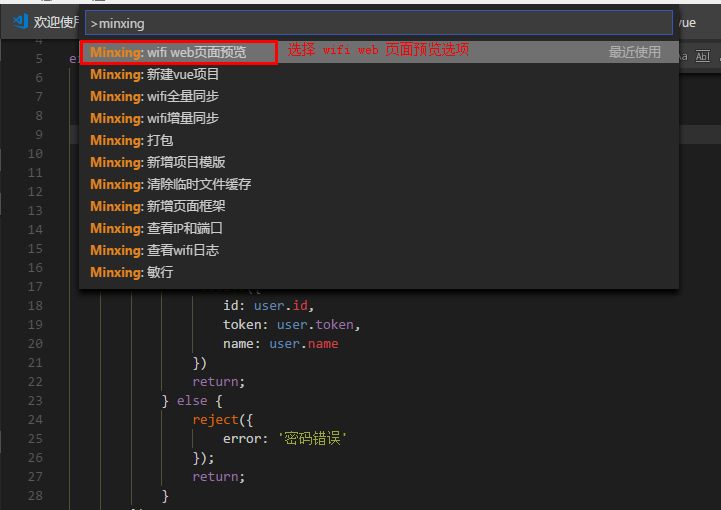 欢迎使用
>minxing
vue
4
5
Minxing: wifi web页面预览 选择 wifi web 页面预览选项 最近使用
Aa Abl
6
Minxing: 新建vue项目
7
Minxing: wifi全量同步
8
Minxing: wifi增量同步
9
Minxing: 打包
10
Minxing: 新增项目模版
11
Minxing: 清除临时文件缓存
12
13
Minxing: 新增页面框架
14
Minxing: 查看IP和端口
15
Minxing: 查看wifi日志
16
Minxing: 敏行
17
18 id: user.id,
19 token: user.token,
20 name: user.name
21 })
22 return;
23 } else {
24 reject({
25 error: '密码错误'
26 });
27 return;
28 }